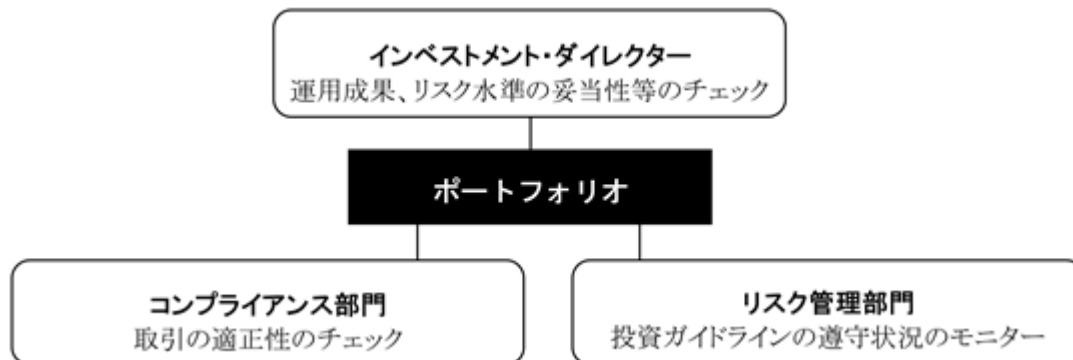 インベストメント・ダイレクター
運用成果、リスク水準の妥当性等のチェック
ポートフォリオ
コンプライアンス部門
取引の適正性のチェック
リスク管理部門
投資ガイドラインの遵守状況のモニター